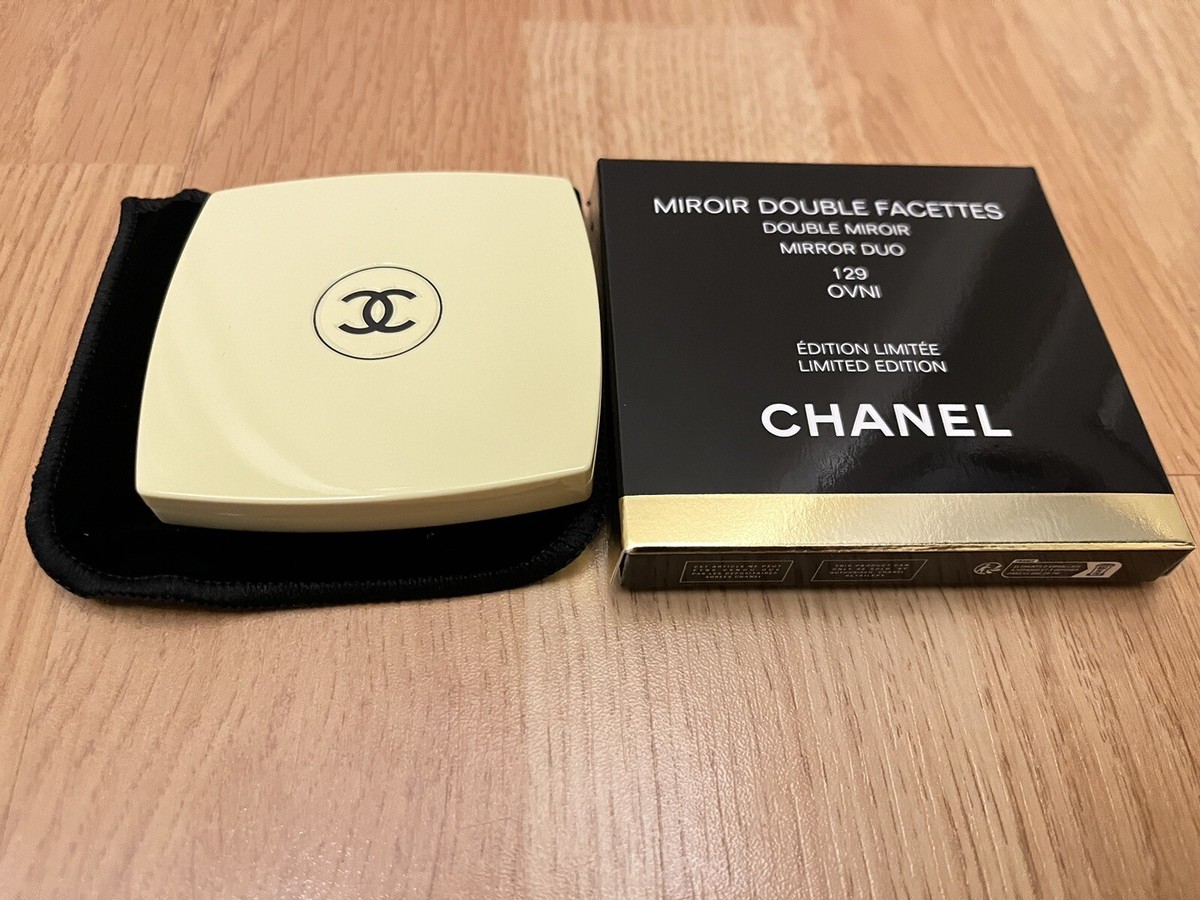 MIROIR DOUBLE FACETTES
DOUBLE MIROIR
MIRROR DUO
129
OVNI
ÉDITION LIMITÉE
LIMITED EDITION
CHANEL